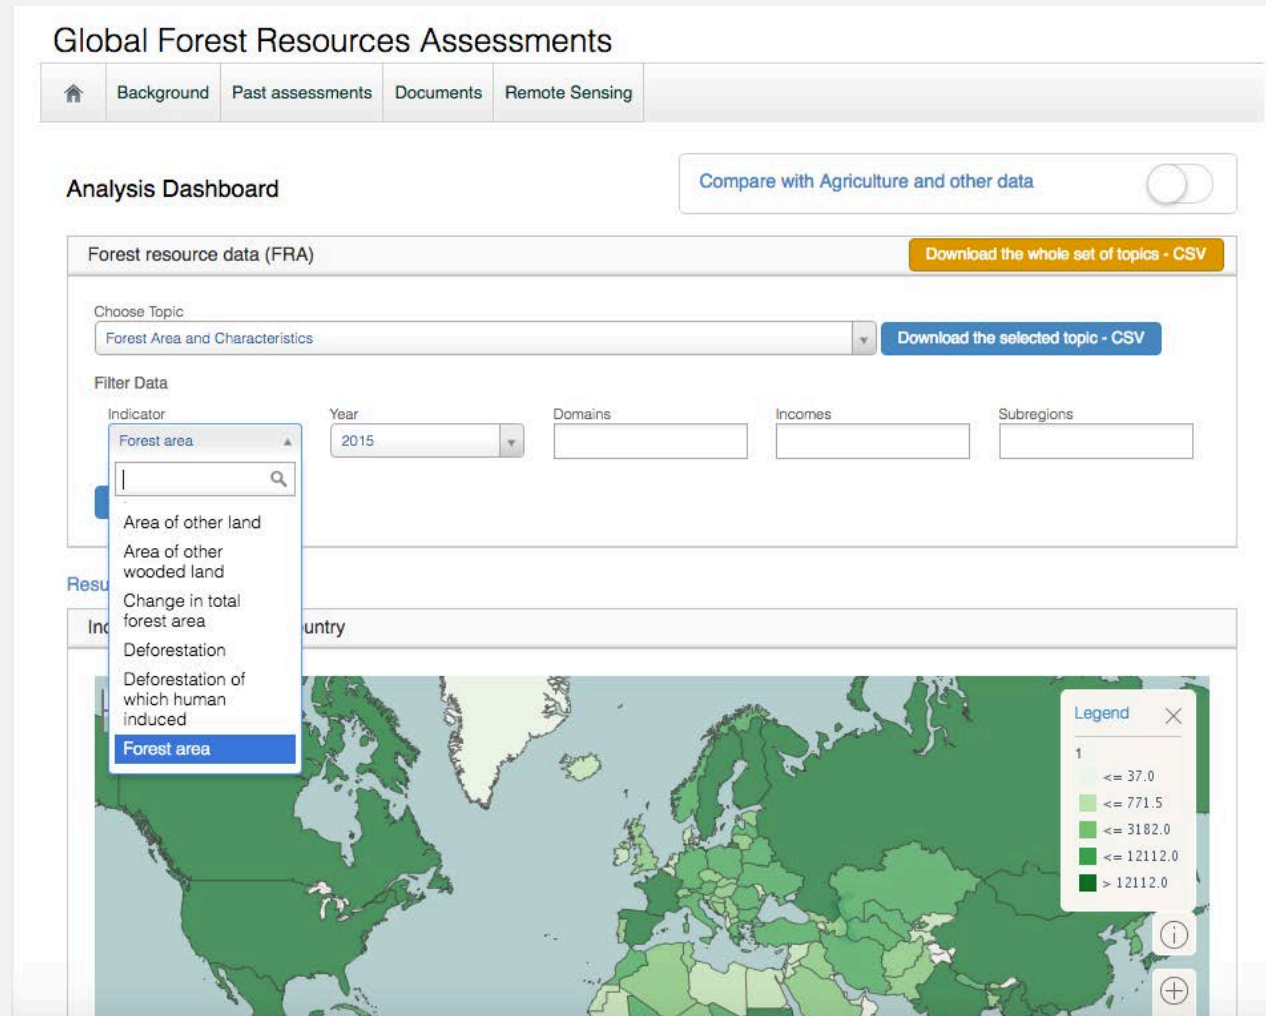 Global Forest Resources Assessments
Background Past assessments Documents Remote Sensing
Analysis Dashboard
Compare with Agriculture and other data
Forest resource data (FRA)
Download the whole set of topics - CSV
Choose Topic
Forest Area and Characteristics
Download the selected topic - CSV
Filter Data
Indicator Year Domains Incomes Subregions
Forest area 2015
Area of other land
Area of other
wooded land
Change in total
forest area
Deforestation
Deforestation of
which human
induced
Forest area
Legend
1
<= 37.0
<= 771.5
<= 3182.0
<= 12112.0
> 12112.0